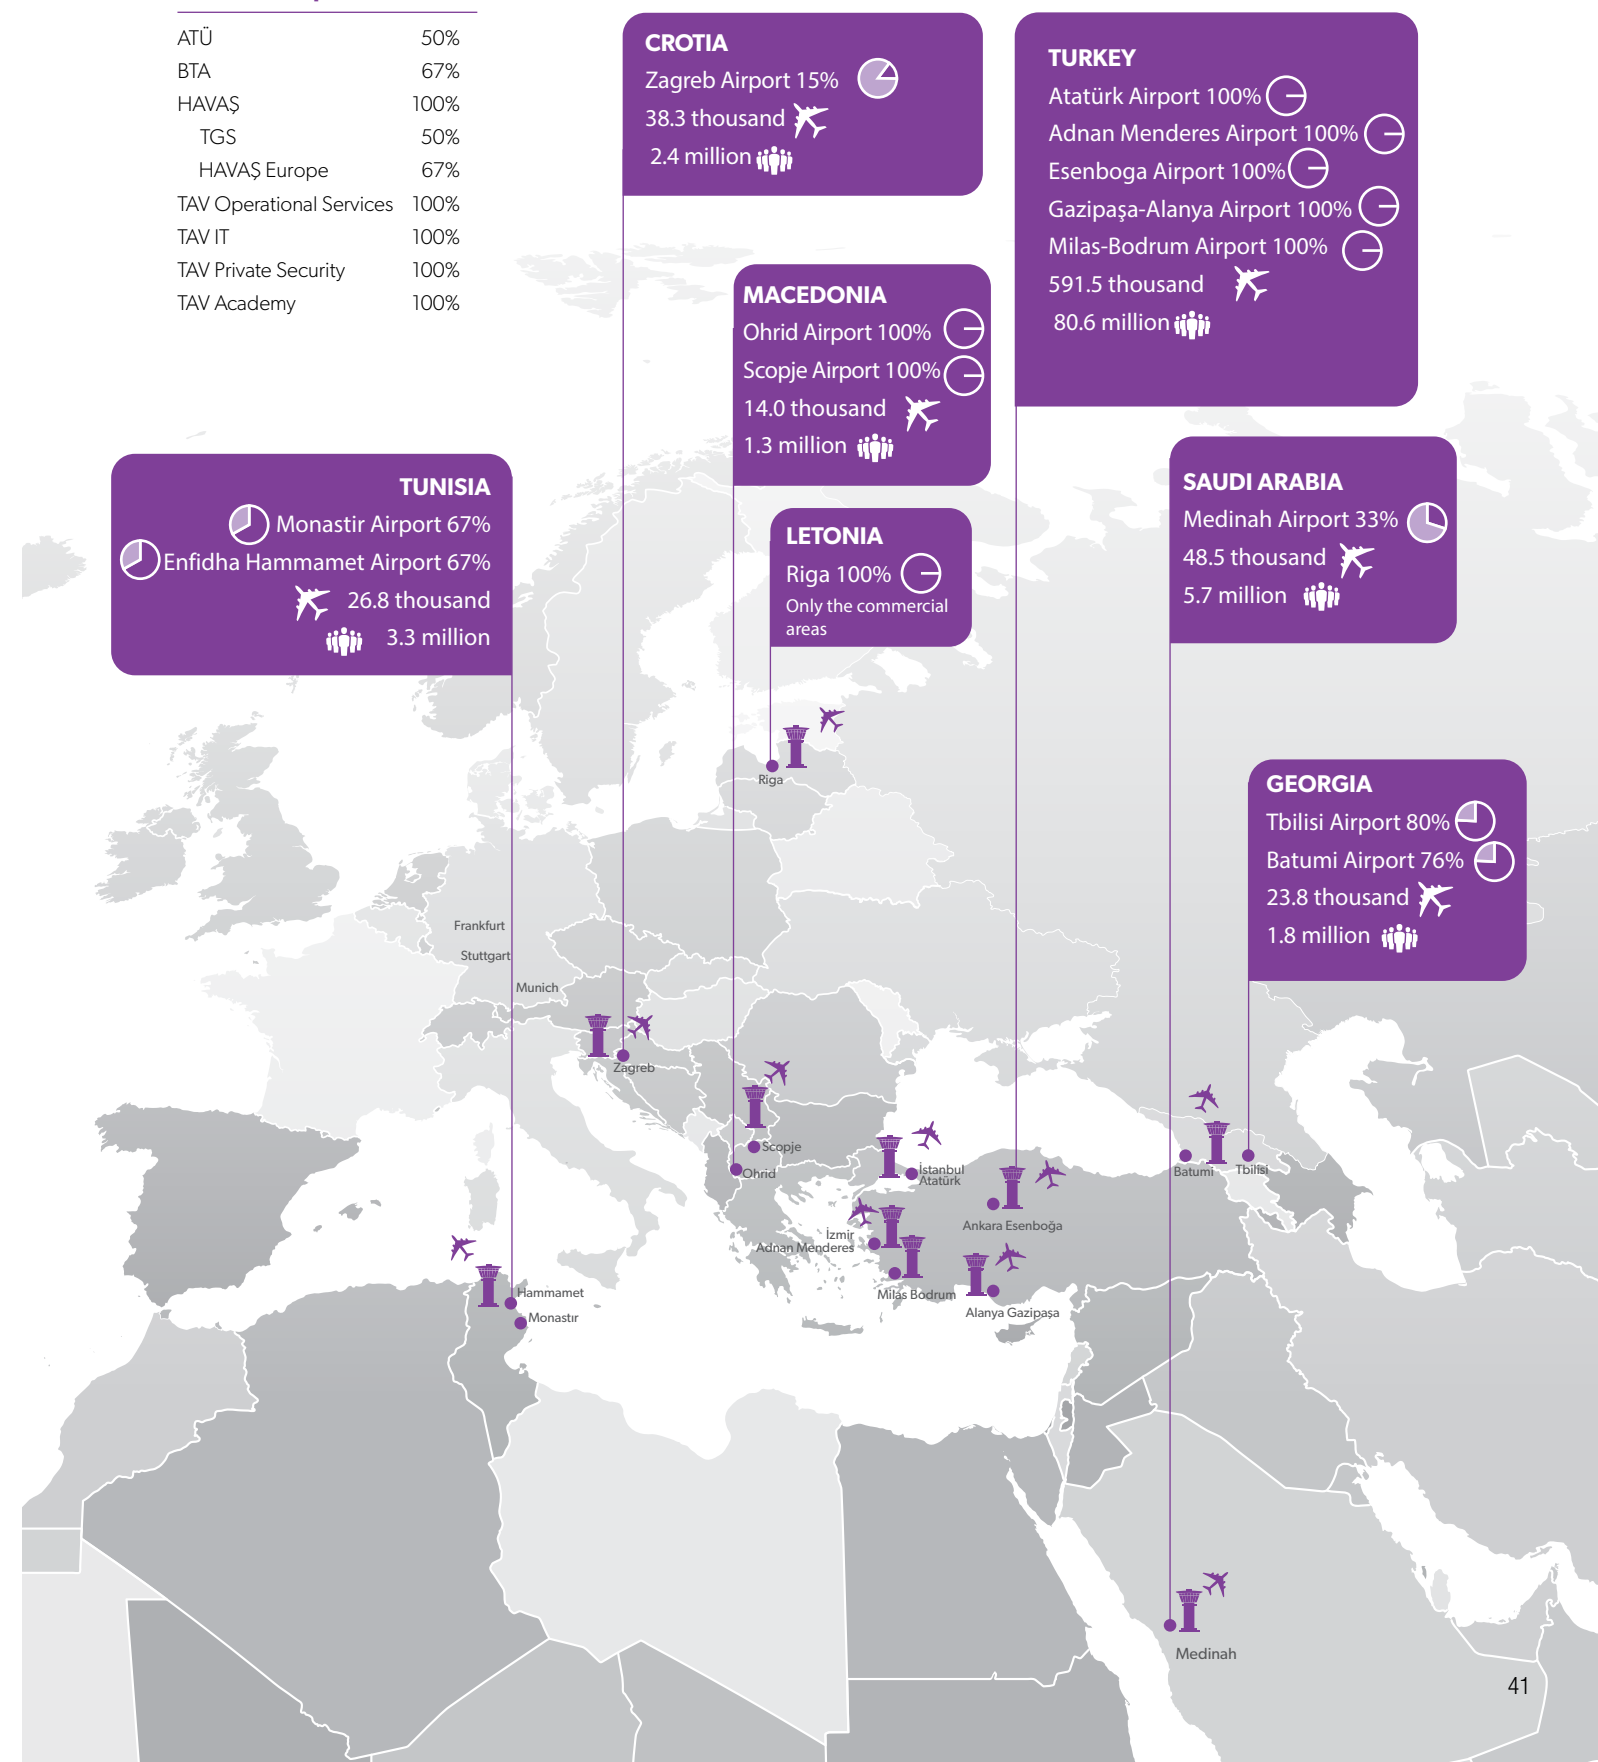 ATÜ 50%
BTA 67%
HAVAŞ 100%
TGS 50%
HAVAŞ Europe 67%
TAV Operational Services 100%
TAV IT 100%
TAV Private Security 100%
TAV Academy 100%
CROTIA
Zagreb Airport 15%
38.3 thousand
2.4 million
TURKEY
Atatürk Airport 100%
Adnan Menderes Airport 100%
Esenboga Airport 100%
Gazipaşa-Alanya Airport 100%
Milas-Bodrum Airport 100%
591.5 thousand
80.6 million
MACEDONIA
Ohrid Airport 100%
Scopje Airport 100%
14.0 thousand
1.3 million
TUNISIA
Monastir Airport 67%
Enfidha Hammamet Airport 67%
26.8 thousand
3.3 million
LETONIA
Riga 100%
Only the commercial
areas
SAUDI ARABIA
Medinah Airport 33%
48.5 thousand
5.7 million
GEORGIA
Tbilisi Airport 80%
Batumi Airport 76%
23.8 thousand
1.8 million
Riga
Frankfurt
Stuttgart
Munich
Zagreb
Scopje
Ohrid
İstanbul
Atatürk
Batumi
Tbilisi
Ankara Esenboğa
İzmir
Adnan Menderes
Milas Bodrum
Alanya Gazipaşa
Hammamet
Monastır
Medinah
41